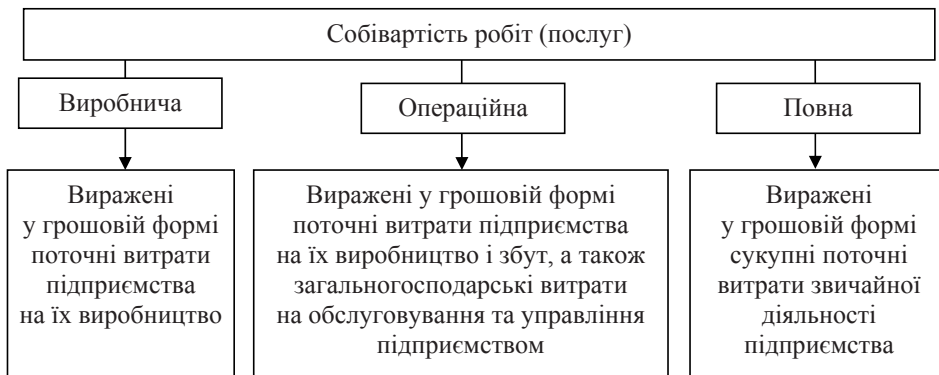 Собівартість робіт (послуг)
Виробнича
Операційна
Повна
Виражені
у грошовій формі
поточні витрати
підприємства
на їх виробництво
Виражені у грошовій формі
поточні витрати підприємства
на їх виробництво і збут, а також
загальногосподарські витрати
на обслуговування та управління
підприємством
Виражені
у грошовій формі
сукупні поточні
витрати звичайної
діяльності
підприємства